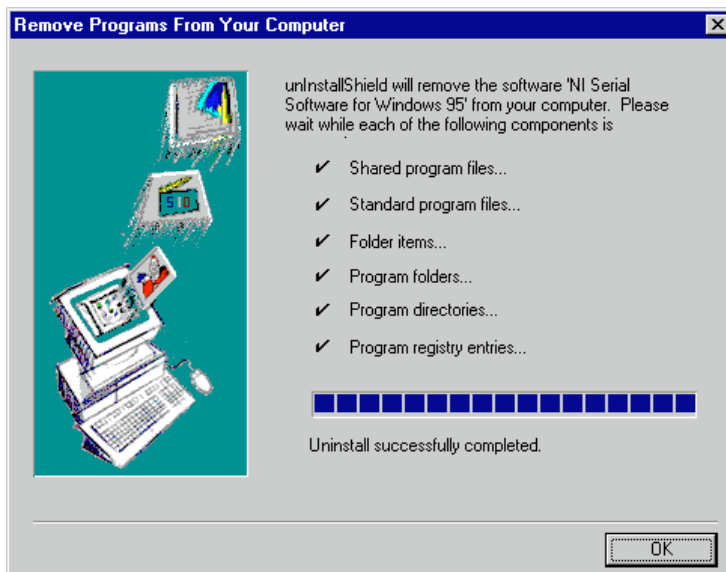 Remove Programs From Your Computer
unInstallShield will remove the software 'NI Serial
Software for Windows 95' from your computer. Please
wait while each of the following components is
Shared program files...
Standard program files...
Folder items...
Program folders...
Program directories...
Program registry entries...
Uninstall successfully completed.
OK